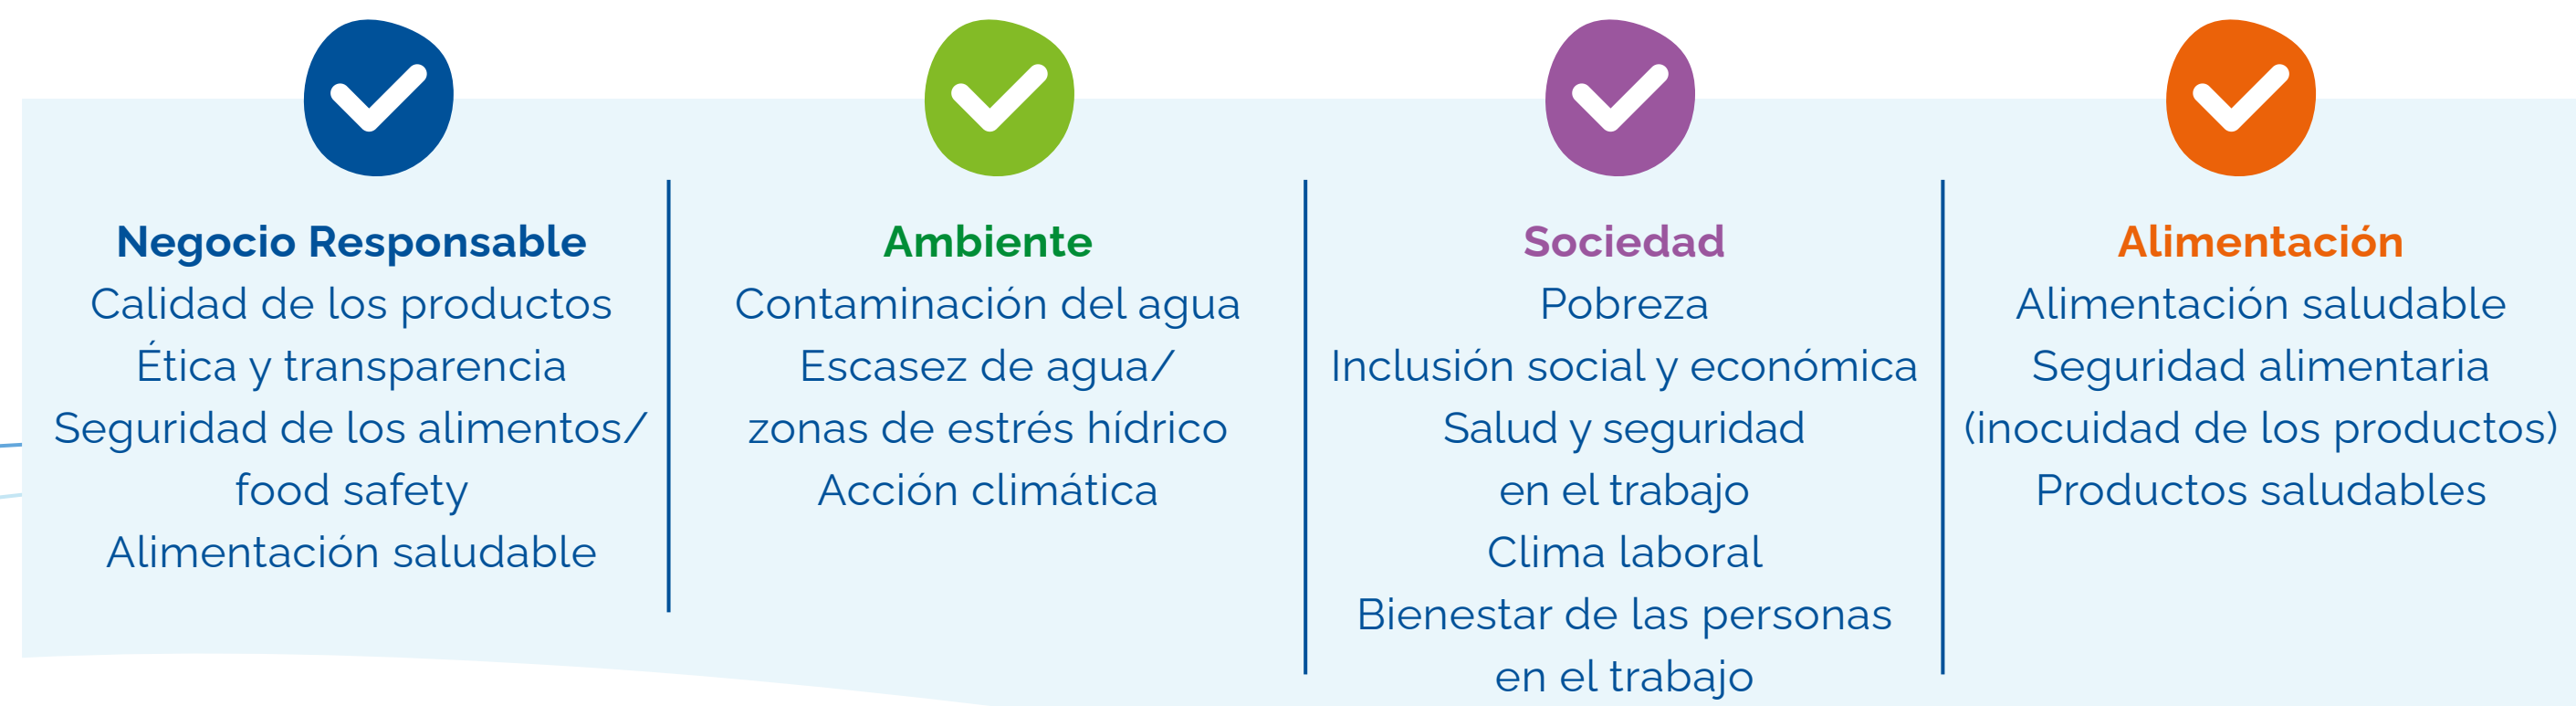 Negocio Responsable
Calidad de los productos
Ética y transparencia
Seguridad de los alimentos/
food safety
Alimentación saludable
Ambiente
Contaminación del agua
Escasez de agua/
zonas de estrés hídrico
Acción climática
Sociedad
Pobreza
Inclusión social y económica
Salud y seguridad
en el trabajo
Clima laboral
Bienestar de las personas
en el trabajo
Alimentación
Alimentación saludable
Seguridad alimentaria
(inocuidad de los productos)
Productos saludables